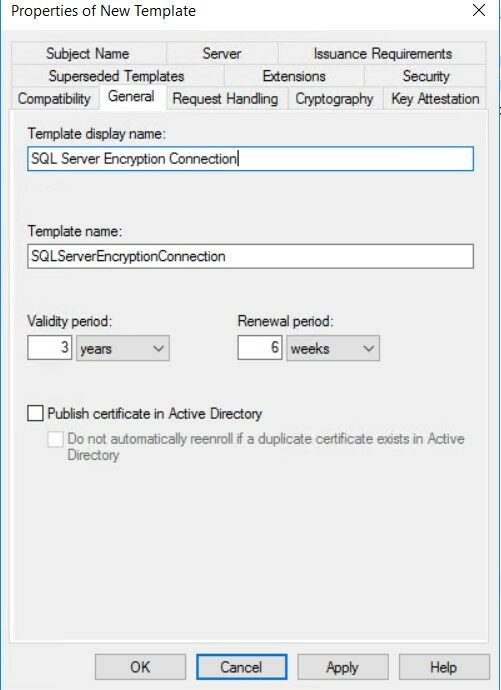 Properties of New Template
Subject Name Server Issuance Requirements
Superseded Templates Extensions Security
Compatibility General Request Handling Cryptography Key Attestation
Template display name:
SQL Server Encryption Connection
Template name:
SQLServerEncryptionConnection
Validity period: Renewal period:
3 years 6 weeks
Publish certificate in Active Directory
Do not automatically reenroll if a duplicate certificate exists in Active
Directory
OK Cancel Apply Help